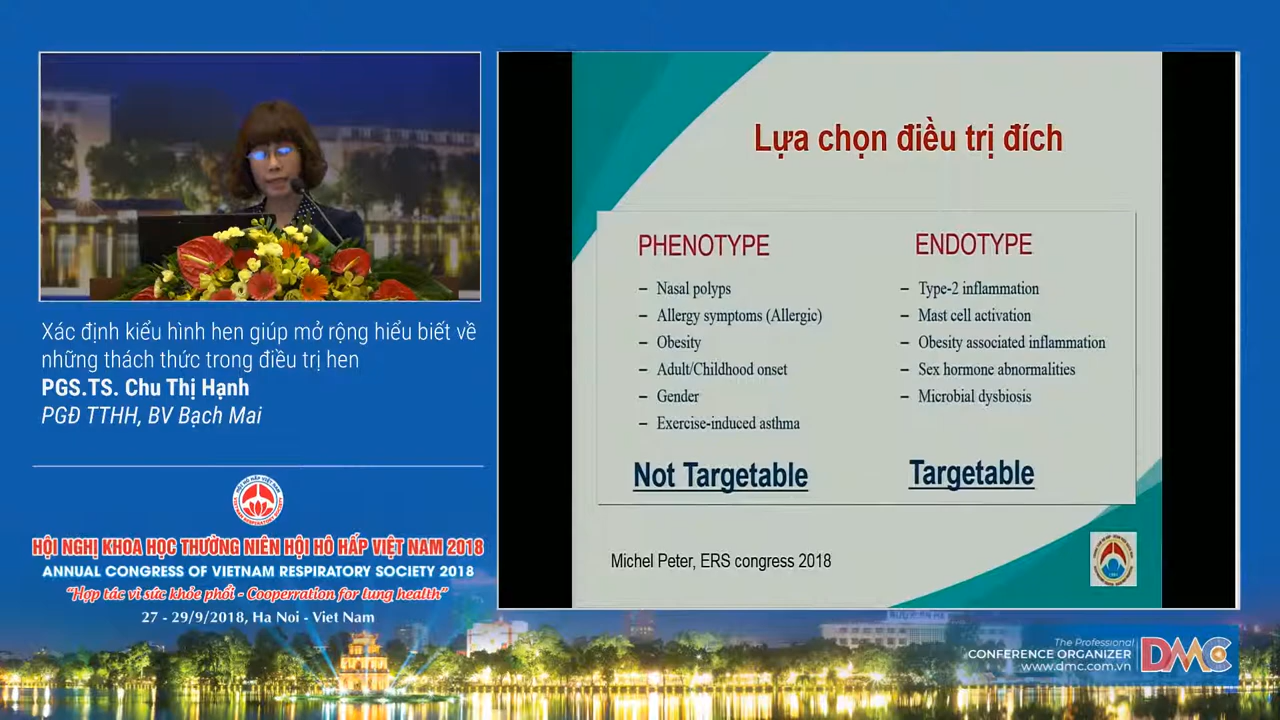 Xác định kiểu hình hen giúp mở rộng hiểu biết về
những thách thức trong điều trị hen
PGS.TS. Chu Thị Hạnh
PGĐ TTHH, BV Bạch Mai
HỘI NGHỊ KHOA HỌC THƯỜNG NIÊN HỘI HÔ HẤP VIỆT NAM 2018
ANNUAL CONGRESS OF VIETNAM RESPIRATORY SOCIETY 2018
“Hợp tác vì sức khỏe phổi - Cooperration for lung health”
27 - 29/9/2018, Ha Noi - Viet Nam
Lựa chọn điều trị đích
PHENOTYPE
– Nasal polyps
– Allergy symptoms (Allergic)
– Obesity
– Adult/Childhood onset
– Gender
– Exercise-induced asthma
Not Targetable
ENDOTYPE
– Type-2 inflammation
– Mast cell activation
– Obesity associated inflammation
– Sex hormone abnormalities
– Microbial dysbiosis
Targetable
Michel Peter, ERS congress 2018
The Professional
CONFERENCE ORGANIZER
www.dmc.com.vn
DMC